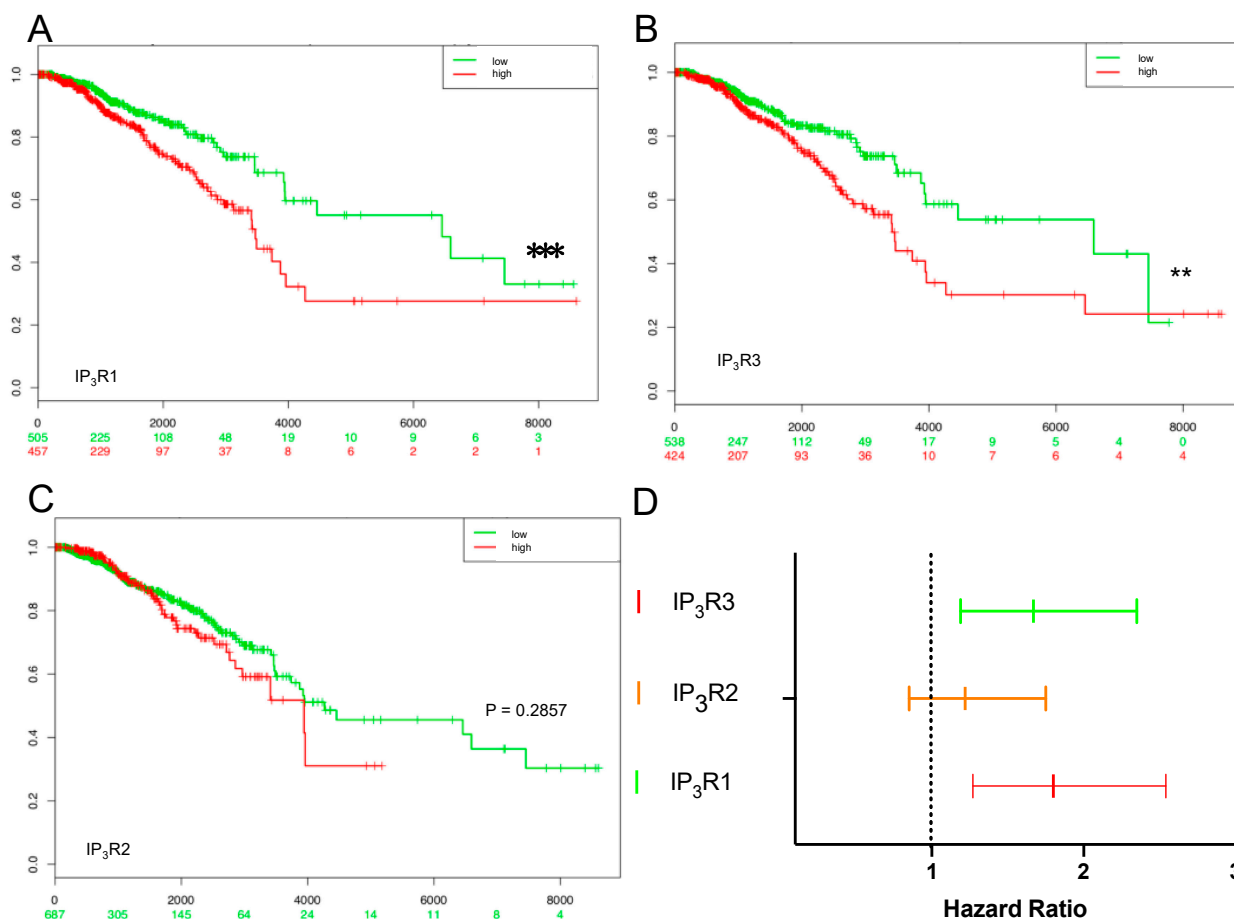 A
low
high
***
IP3R1
1.0
0.8
0.6
0.4
0.2
0.0
0 2000 4000 6000 8000
505 225 108 48 19 10 9 6 3
457 229 97 37 8 6 2 2 1
B
low
high
**
IP3R3
1.0
0.8
0.6
0.4
0.2
0.0
0 2000 4000 6000 8000
538 247 112 49 17 9 5 4 0
424 207 93 36 10 7 6 4 4
C
low
high
P = 0.2857
IP3R2
1.0
0.8
0.6
0.4
0.2
0.0
0 2000 4000 6000 8000
687 305 145 64 24 14 11 8 4
D
IP3R3
IP3R2
IP3R1
1 2 3
Hazard Ratio